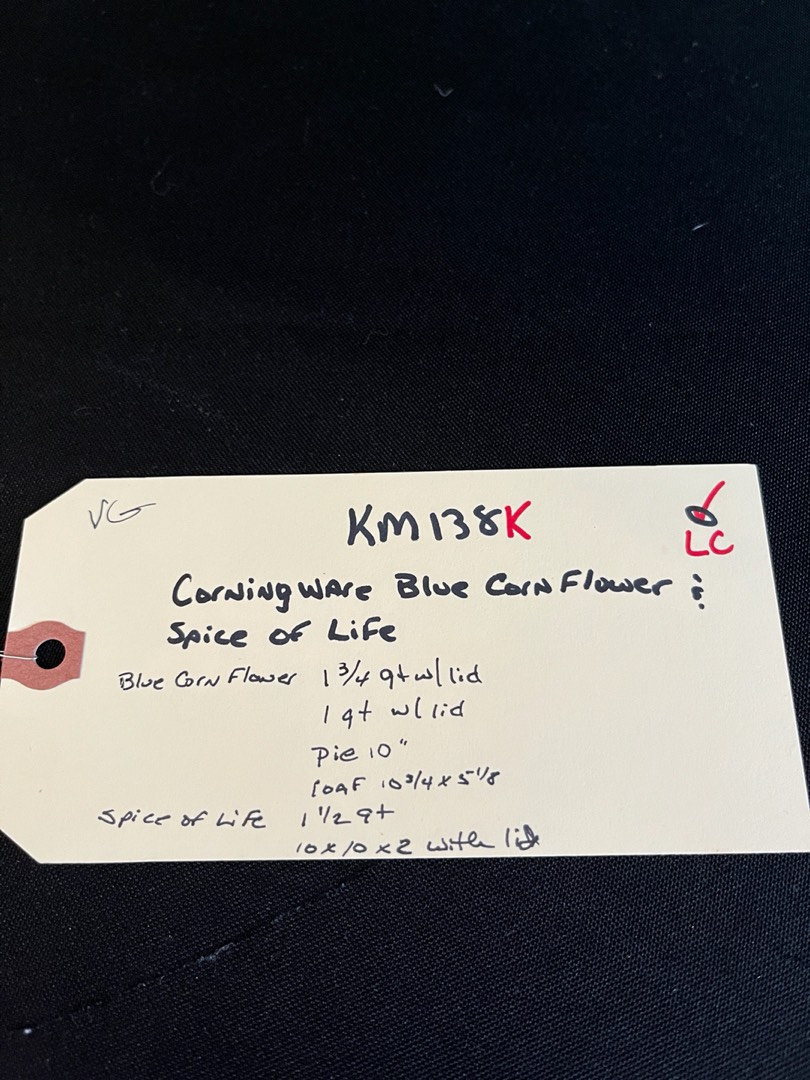 VG
KM138K
LC
CorningWare Blue Corn Flower &
Spice of Life
Blue Corn Flower 1 3/4 qt w/ lid
1 qt w/ lid
Pie 10"
loaf 10 3/4 x 5 1/8
Spice of Life 1 1/2 qt
10 x 10 x 2 with lid